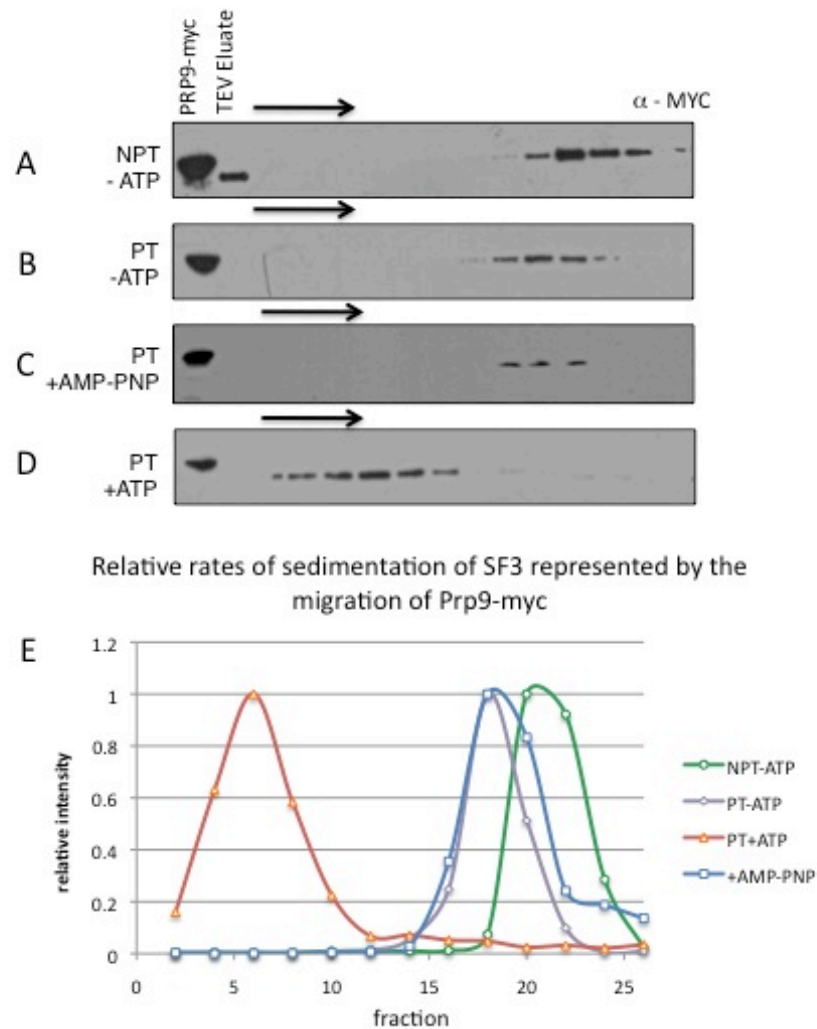 PRP9-myc
TEV Eluate
α - MYC
A
NPT
- ATP
B
PT
-ATP
C
PT
+AMP-PNP
D
PT
+ATP
Relative rates of sedimentation of SF3 represented by the
migration of Prp9-myc
E
1.2
1
0.8
0.6
0.4
0.2
0
0
5
10
15
20
25
relative intensity
fraction
NPT-ATP
PT-ATP
PT+ATP
+AMP-PNP